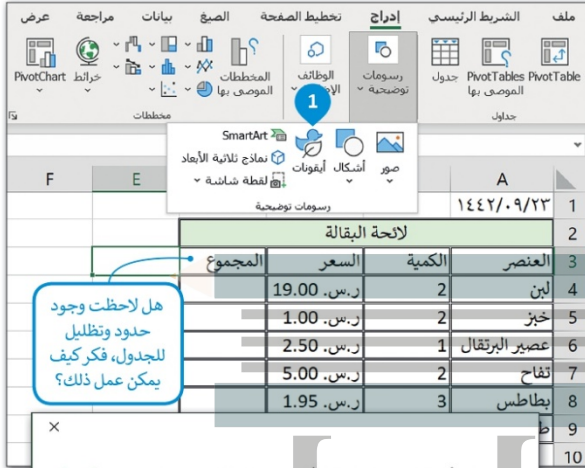 ملف الشريط الرئيسي إدراج تخطيط الصفحة الصيغ بيانات مراجعة عرض
PivotTable PivotTables الموصى بها جدول
رسومات توضيحية
الوظائف
المخططات الموصى بها
خرائط
PivotChart
جداول
مخططات
1
صور
أشكال
أيقونات
SmartArt
نماذج ثلاثية الأبعاد
لقطة شاشة
رسومات توضيحية
A E F
1 ١٤٤٢/٠٩/٢٣
2 لائحة البقالة
3 العنصر الكمية السعر المجموع
4 لبن 2 ر.س. 19.00
5 خبز 2 ر.س. 1.00
6 عصير البرتقال 1 ر.س. 2.50
7 تفاح 2 ر.س. 5.00
8 بطاطس 3 ر.س. 1.95
9
10
هل لاحظت وجود
حدود وتظليل
للجدول، فكر كيف
يمكن عمل ذلك؟